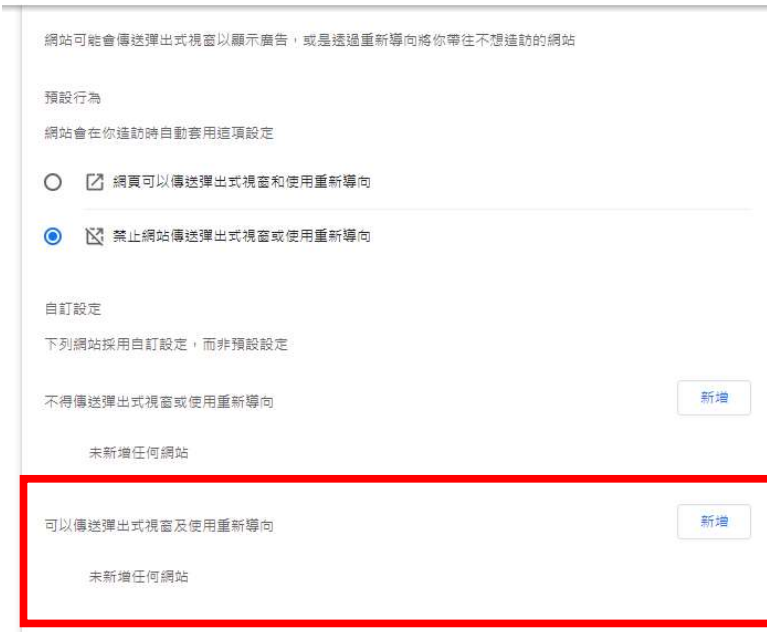 網站可能會傳送彈出式視窗以顯示廣告，或是透過重新導向將你帶往不想造訪的網站
預設行為
網站會在你造訪時自動套用這項設定
網頁可以傳送彈出式視窗和使用重新導向
禁止網站傳送彈出式視窗或使用重新導向
自訂設定
下列網站採用自訂設定，而非預設設定
不得傳送彈出式視窗或使用重新導向
新增
未新增任何網站
可以傳送彈出式視窗及使用重新導向
新增
未新增任何網站